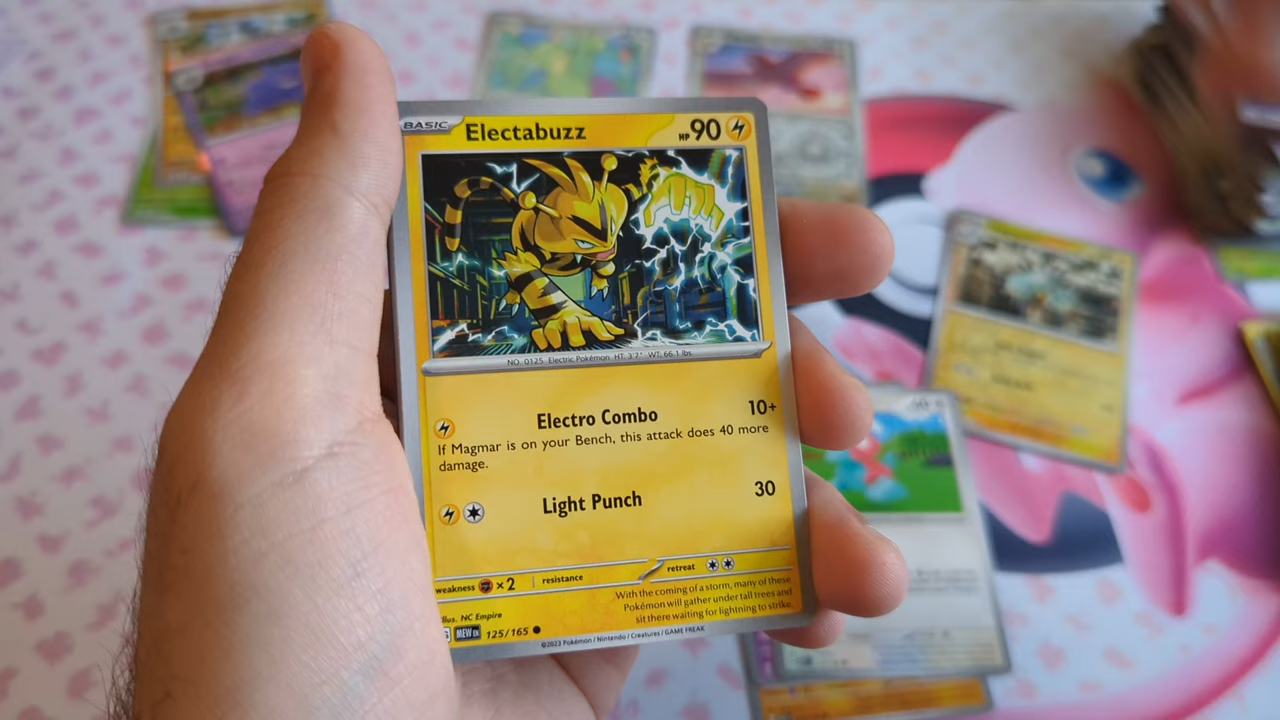 BASIC Electabuzz HP 90
NO. 0125 Electric Pokémon HT: 3'7" WT: 66.1 lbs
Electro Combo 10+
If Magmar is on your Bench, this attack does 40 more
damage.
Light Punch 30
weakness ×2 resistance retreat
With the coming of a storm, many of these
Pokémon will gather under tall trees and
sit there waiting for lightning to strike.
Illus. NC Empire
MEW EN 125/165
©2023 Pokémon / Nintendo / Creatures / GAME FREAK